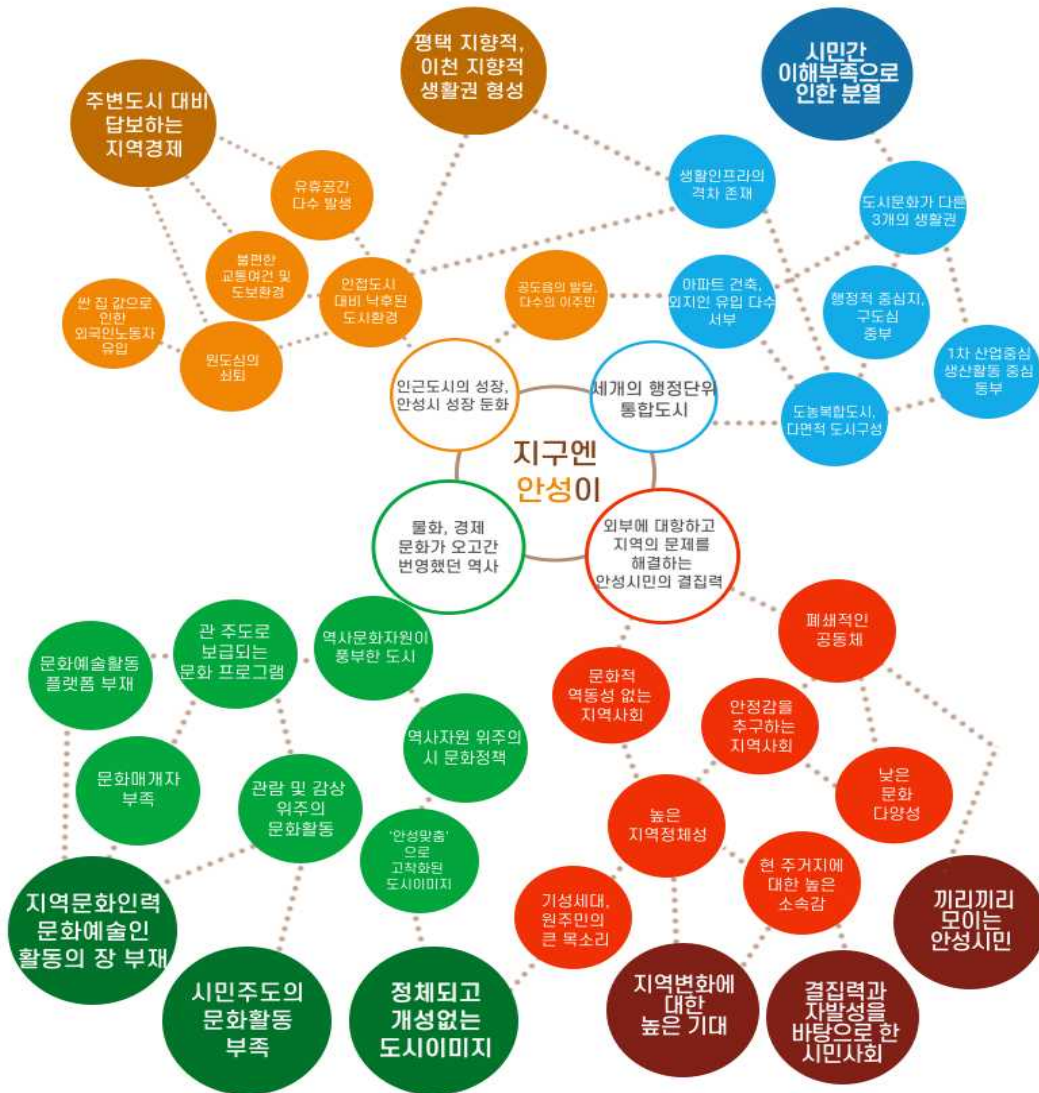 평택 지향적,
이천 지향적
생활권 형성
시민간
이해부족으로
인한 분열
주변도시 대비
답보하는
지역경제
유휴공간
다수 발생
생활인프라의
격차 존재
도시문화가 다른
3개의 생활권
불편한
교통여건 및
도보환경
인접도시
대비 낙후된
도시환경
공도읍의 발달,
다수의 이주민
아파트 건축,
외지인 유입 다수
서부
행정적 중심지,
구도심
중부
싼 집 값으로
인한
외국인노동자
유입
원도심의
쇠퇴
1차 산업중심
생산활동 중심
동부
인근도시의 성장,
안성시 성장 둔화
세개의 행정단위
통합도시
도농복합도시,
다면적 도시구성
지구엔
안성이
물화, 경제
문화가 오고간
번영했던 역사
외부에 대항하고
지역의 문제를
해결하는
안성시민의 결집력
문화예술활동
플랫폼 부재
관 주도로
보급되는
문화 프로그램
역사문화자원이
풍부한 도시
문화적
역동성 없는
지역사회
폐쇄적인
공동체
안정감을
추구하는
지역사회
역사자원 위주의
시 문화정책
문화매개자
부족
관람 및 감상
위주의
문화활동
낮은
문화
다양성
높은
지역정체성
'안성맞춤'
으로
고착화된
도시이미지
현 주거지에
대한 높은
소속감
기성세대,
원주민의
큰 목소리
지역문화인력
문화예술인
활동의 장 부재
끼리끼리
모이는
안성시민
시민주도의
문화활동
부족
정체되고
개성없는
도시이미지
지역변화에
대한
높은 기대
결집력과
자발성을
바탕으로 한
시민사회